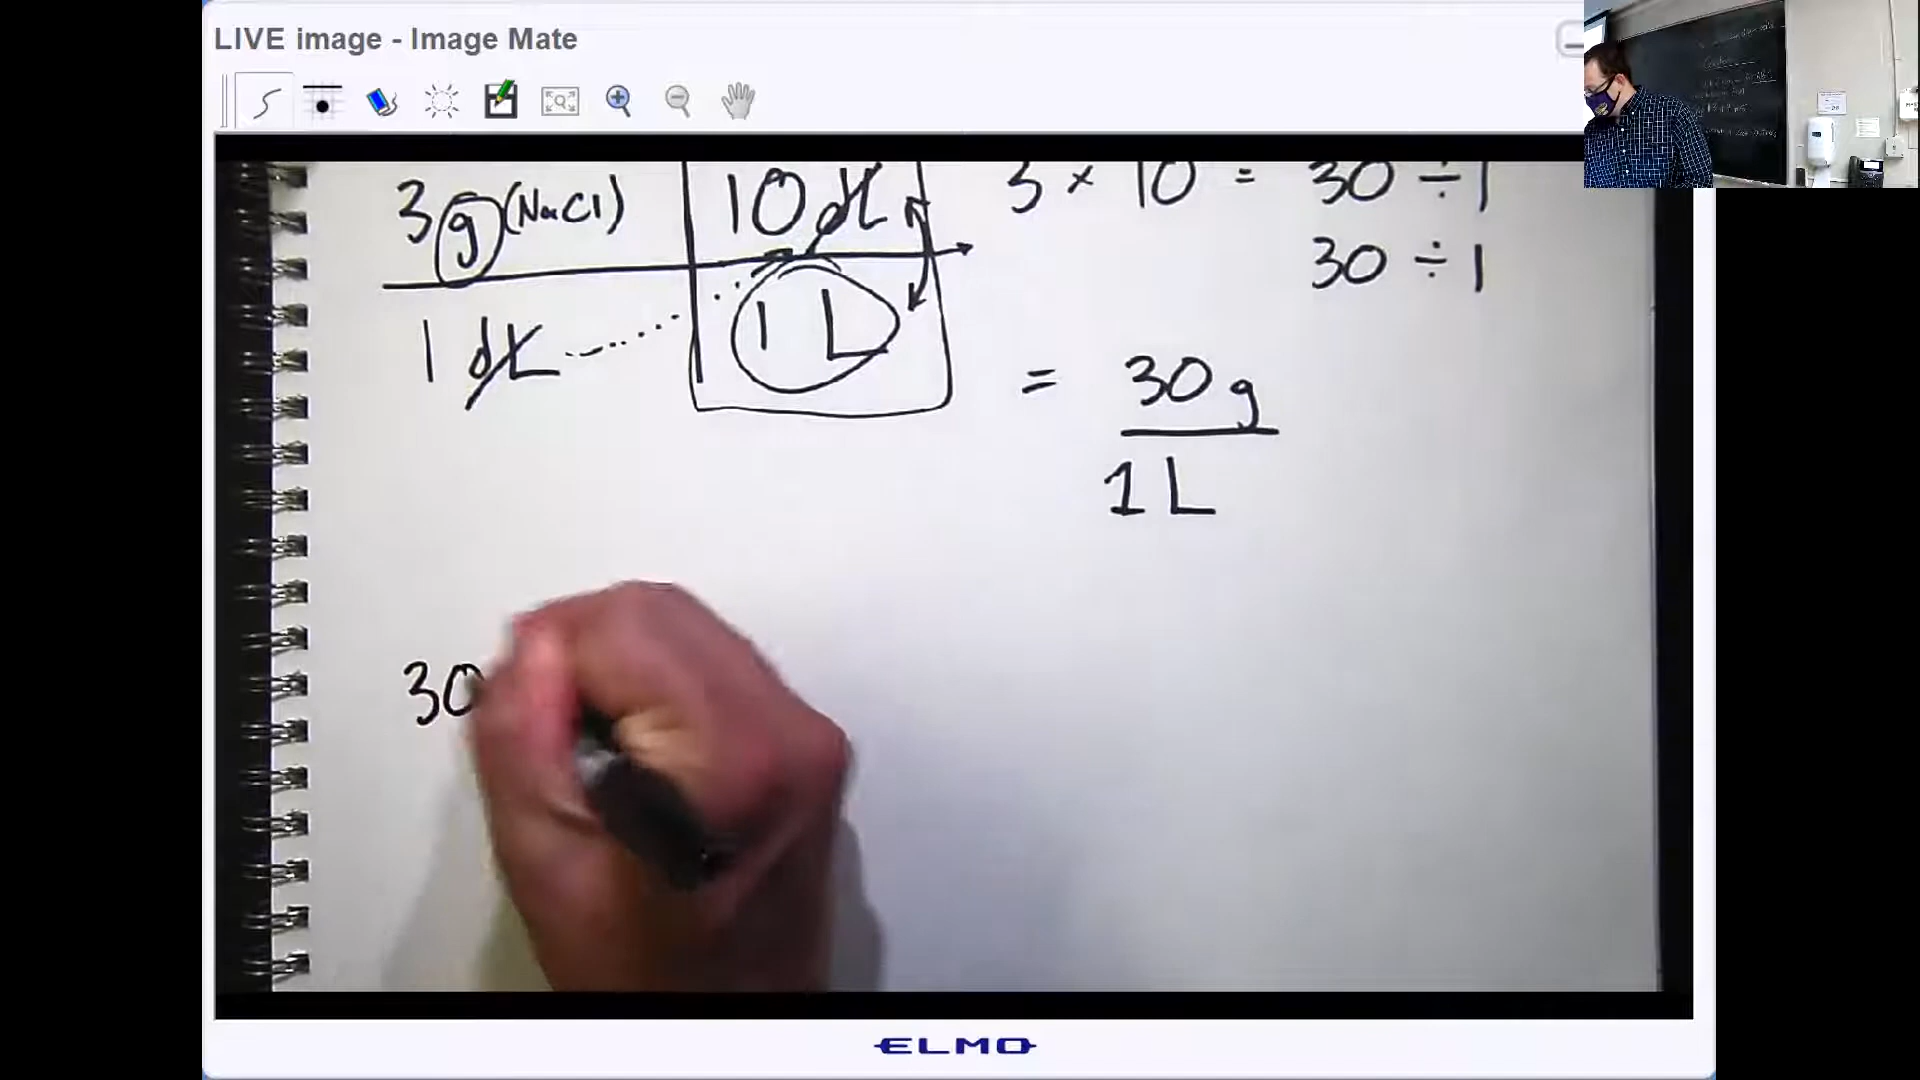 LIVE image - Image Mate
3 g (NaCl) 10 dL 3 × 10 = 30 ÷ 1
1 dL 1 L 30 ÷ 1
= 30 g
1 L
30
ELMO